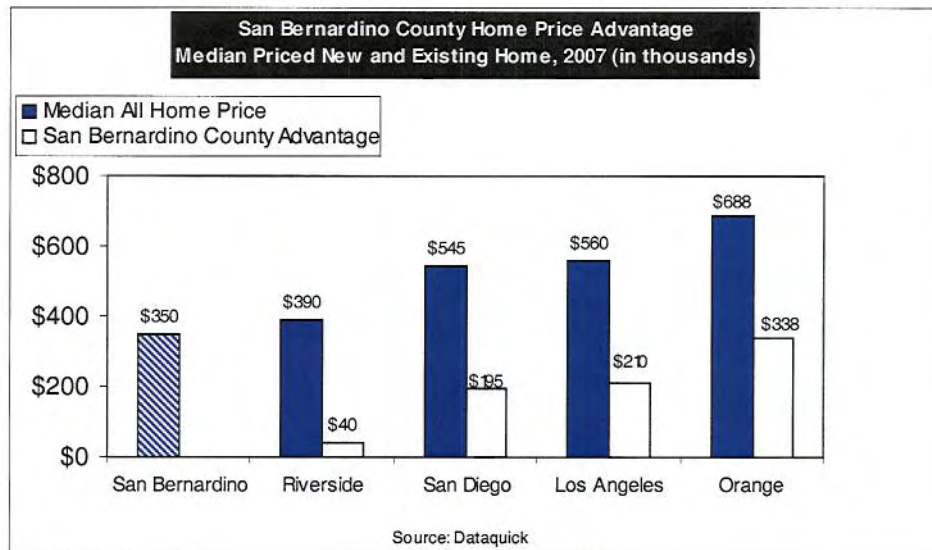 San Bernardino County Home Price Advantage
Median Priced New and Existing Home, 2007 (in thousands)
Median All Home Price
San Bernardino County Advantage
$800
$600
$400
$200
$0
$350
$390
$40
$545
$195
$560
$210
$688
$338
San Bernardino Riverside San Diego Los Angeles Orange
Source: Dataquick